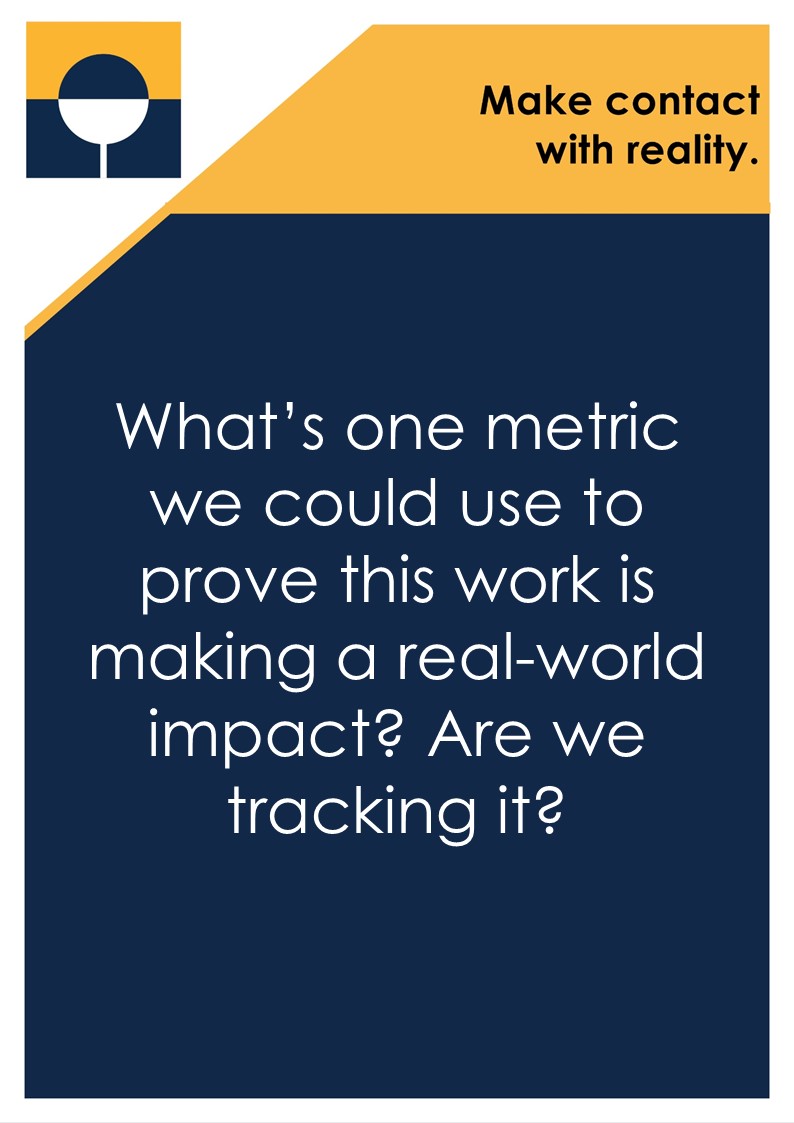 Make contact
with reality.
What’s one metric
we could use to
prove this work is
making a real-world
impact? Are we
tracking it?